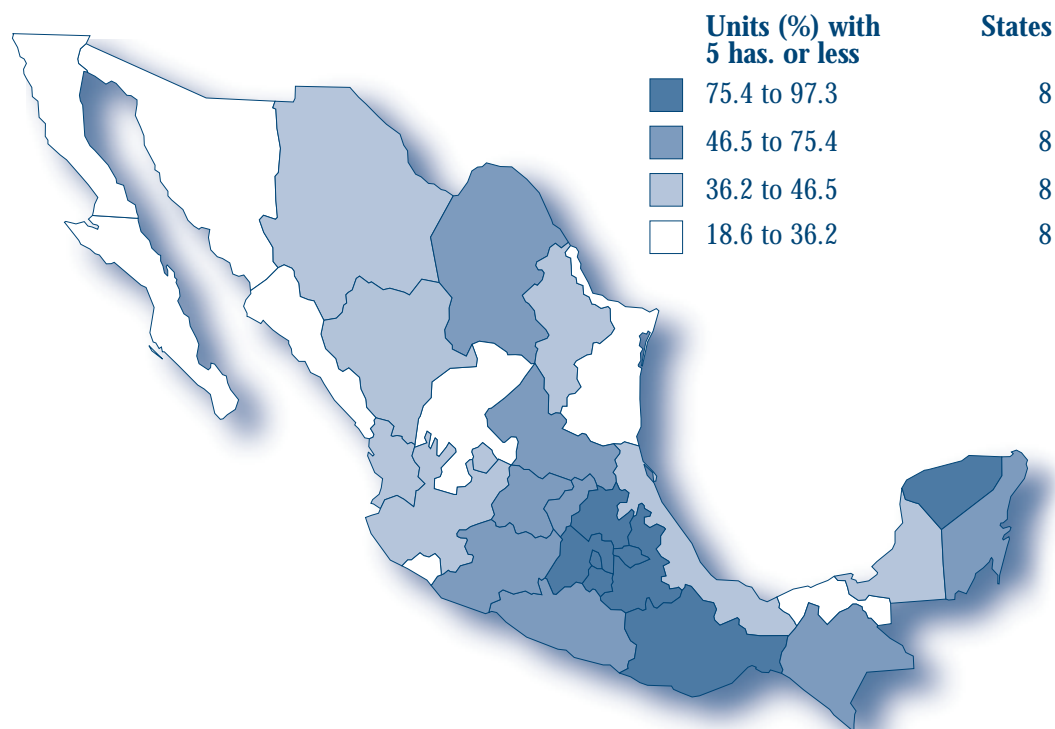 Units (%) with States
5 has. or less
75.4 to 97.3 8
46.5 to 75.4 8
36.2 to 46.5 8
18.6 to 36.2 8